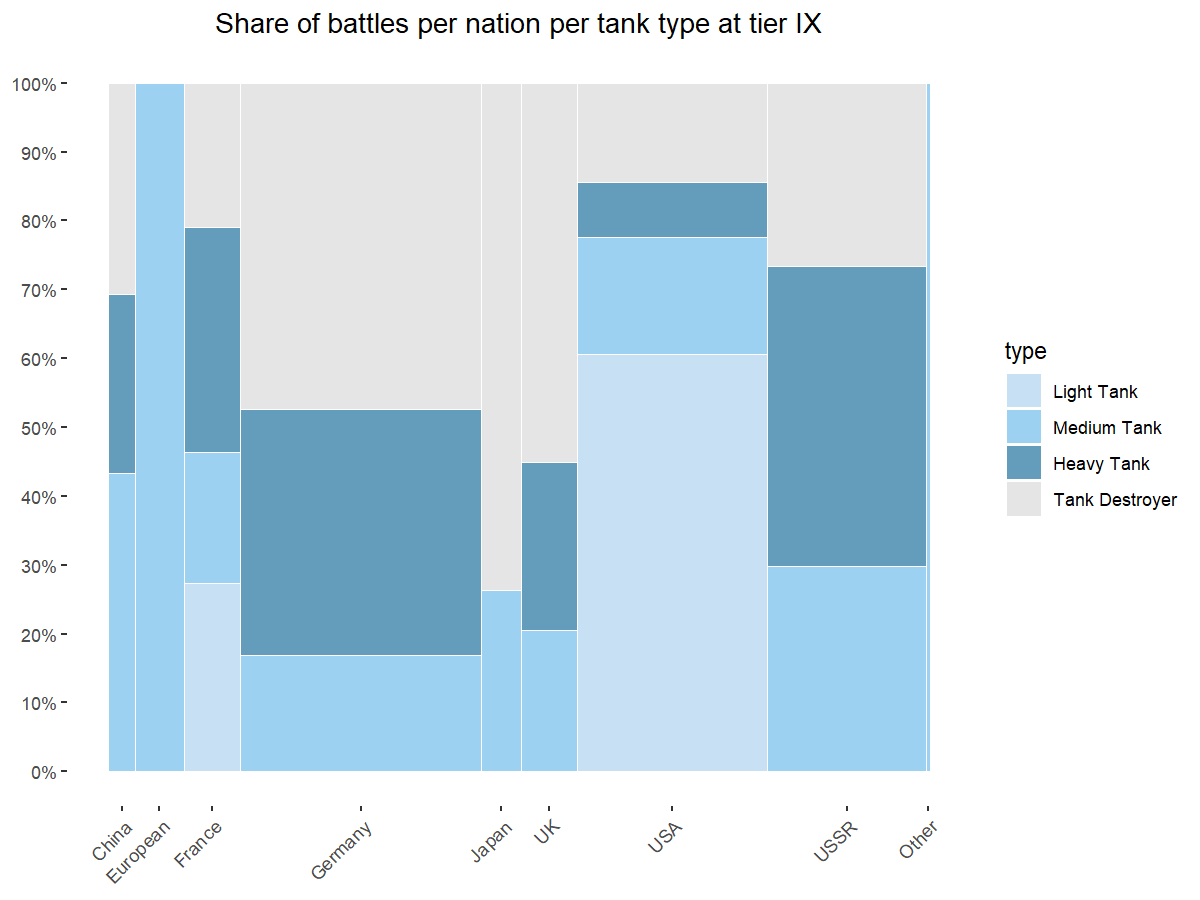 Share of battles per nation per tank type at tier IX
100%
90%
80%
70%
60%
50%
40%
30%
20%
10%
0%
China
European
France
Germany
Japan
UK
USA
USSR
Other
type
Light Tank
Medium Tank
Heavy Tank
Tank Destroyer